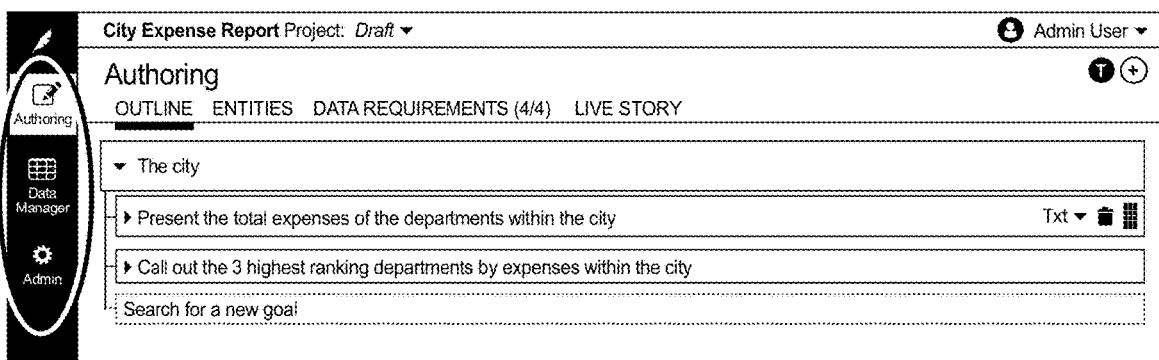 City Expense Report Project: Draft
Admin User
Authoring
T +
OUTLINE ENTITIES DATA REQUIREMENTS (4/4) LIVE STORY
Authoring
Data
Manager
Admin
The city
Present the total expenses of the departments within the city
Txt
Call out the 3 highest ranking departments by expenses within the city
Search for a new goal